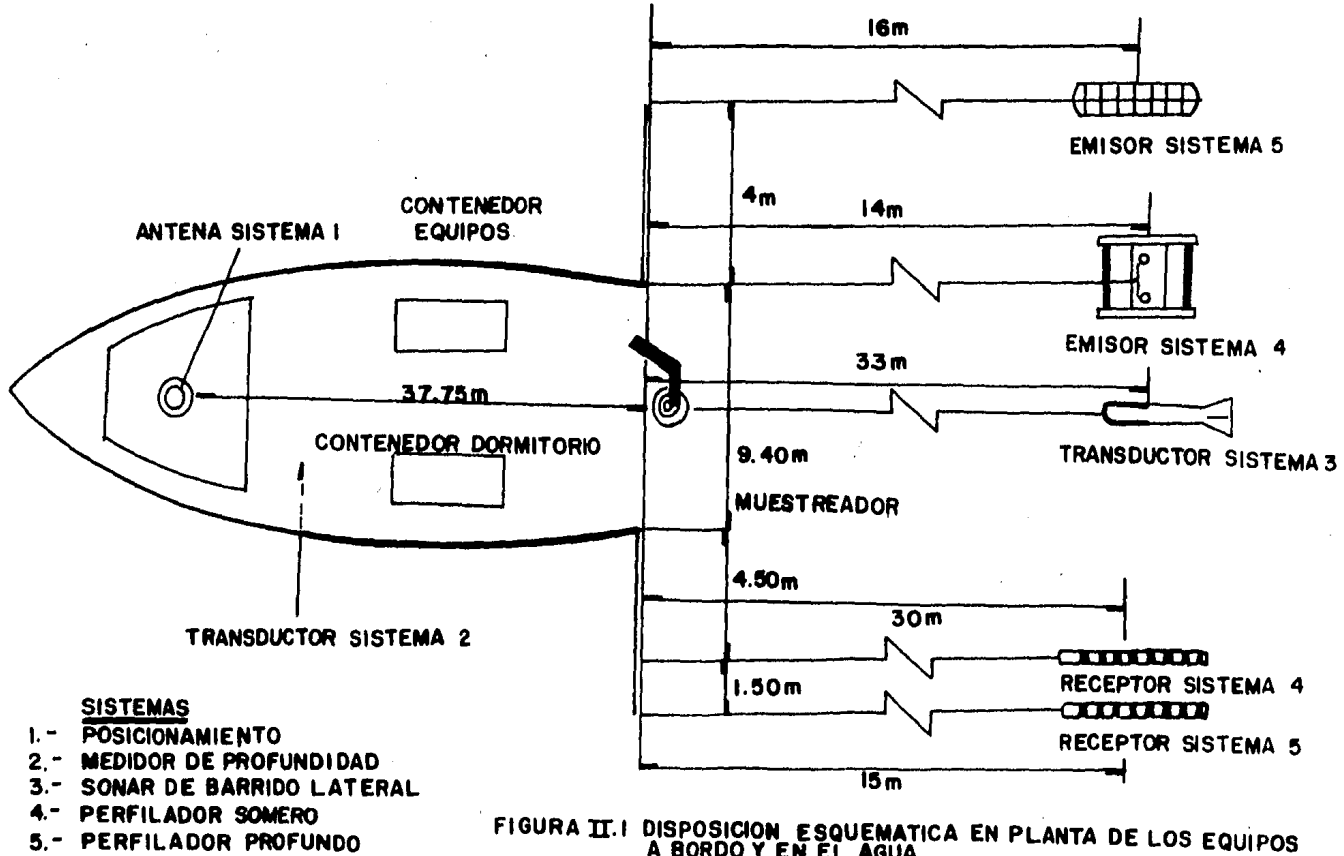 16m
EMISOR SISTEMA 5
4m
CONTENEDOR
EQUIPOS
14m
ANTENA SISTEMA 1
EMISOR SISTEMA 4
33m
37.75m
CONTENEDOR DORMITORIO
TRANSDUCTOR SISTEMA 3
9.40m
MUESTREADOR
4.50m
30m
TRANSDUCTOR SISTEMA 2
RECEPTOR SISTEMA 4
1.50m
RECEPTOR SISTEMA 5
15m
SISTEMAS
1.- POSICIONAMIENTO
2.- MEDIDOR DE PROFUNDIDAD
3.- SONAR DE BARRIDO LATERAL
4.- PERFILADOR SOMERO
5.- PERFILADOR PROFUNDO
FIGURA II.1 DISPOSICION ESQUEMATICA EN PLANTA DE LOS EQUIPOS
A BORDO Y EN EL AGUA